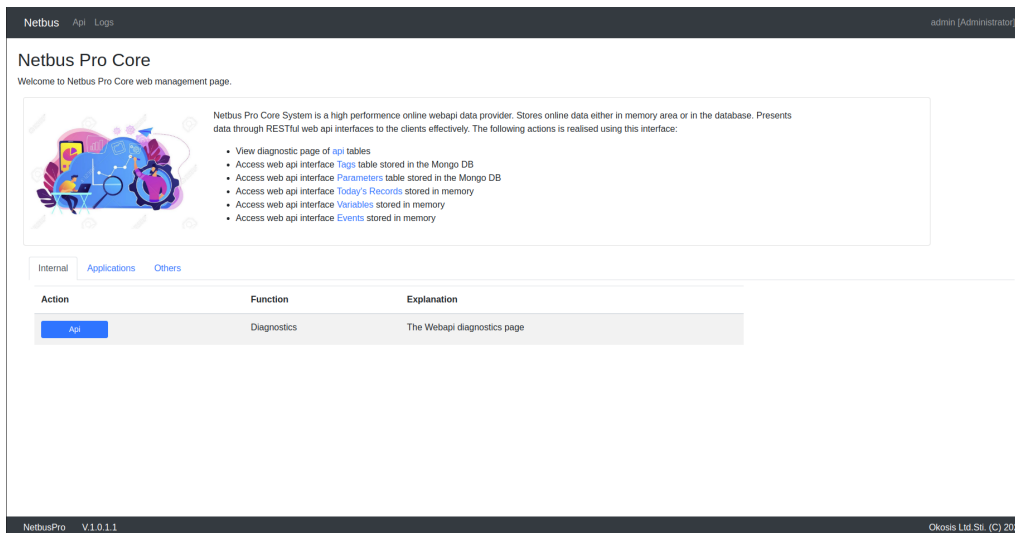 Netbus Api Logs admin [Administrator]
Netbus Pro Core
Welcome to Netbus Pro Core web management page.
Netbus Pro Core System is a high performence online webapi data provider. Stores online data either in memory area or in the database. Presents
data through RESTful web api interfaces to the clients effectively. The following actions is realised using this interface:
• View diagnostic page of api tables
• Access web api interface Tags table stored in the Mongo DB
• Access web api interface Parameters table stored in the Mongo DB
• Access web api interface Today's Records stored in memory
• Access web api interface Variables stored in memory
• Access web api interface Events stored in memory
Internal Applications Others
Action Function Explanation
Api Diagnostics The Webapi diagnostics page
NetbusPro V.1.0.1.1 Okosis Ltd.Sti. (C)